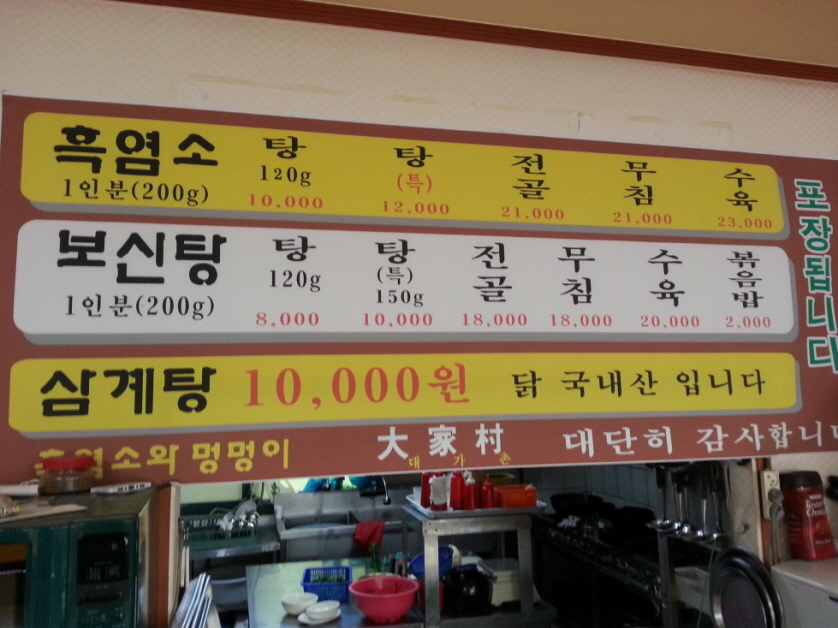 흑염소 탕 탕 전골 무침 수육
1인분(200g) 120g (특)
10,000 12,000 21,000 21,000 23,000
보신탕 탕 탕 전골 무침 수육 볶음밥
1인분(200g) 120g (특) 150g
8,000 10,000 18,000 18,000 20,000 2,000
삼계탕 10,000원 닭 국내산 입니다
흑염소와 멍멍이 大家村 대단히 감사합니다
대가촌
포장됩니다